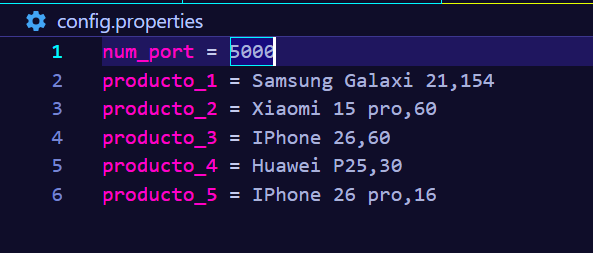 config.properties
1 num_port = 5000
2 producto_1 = Samsung Galaxi 21,154
3 producto_2 = Xiaomi 15 pro,60
4 producto_3 = IPhone 26,60
5 producto_4 = Huawei P25,30
6 producto_5 = IPhone 26 pro,16